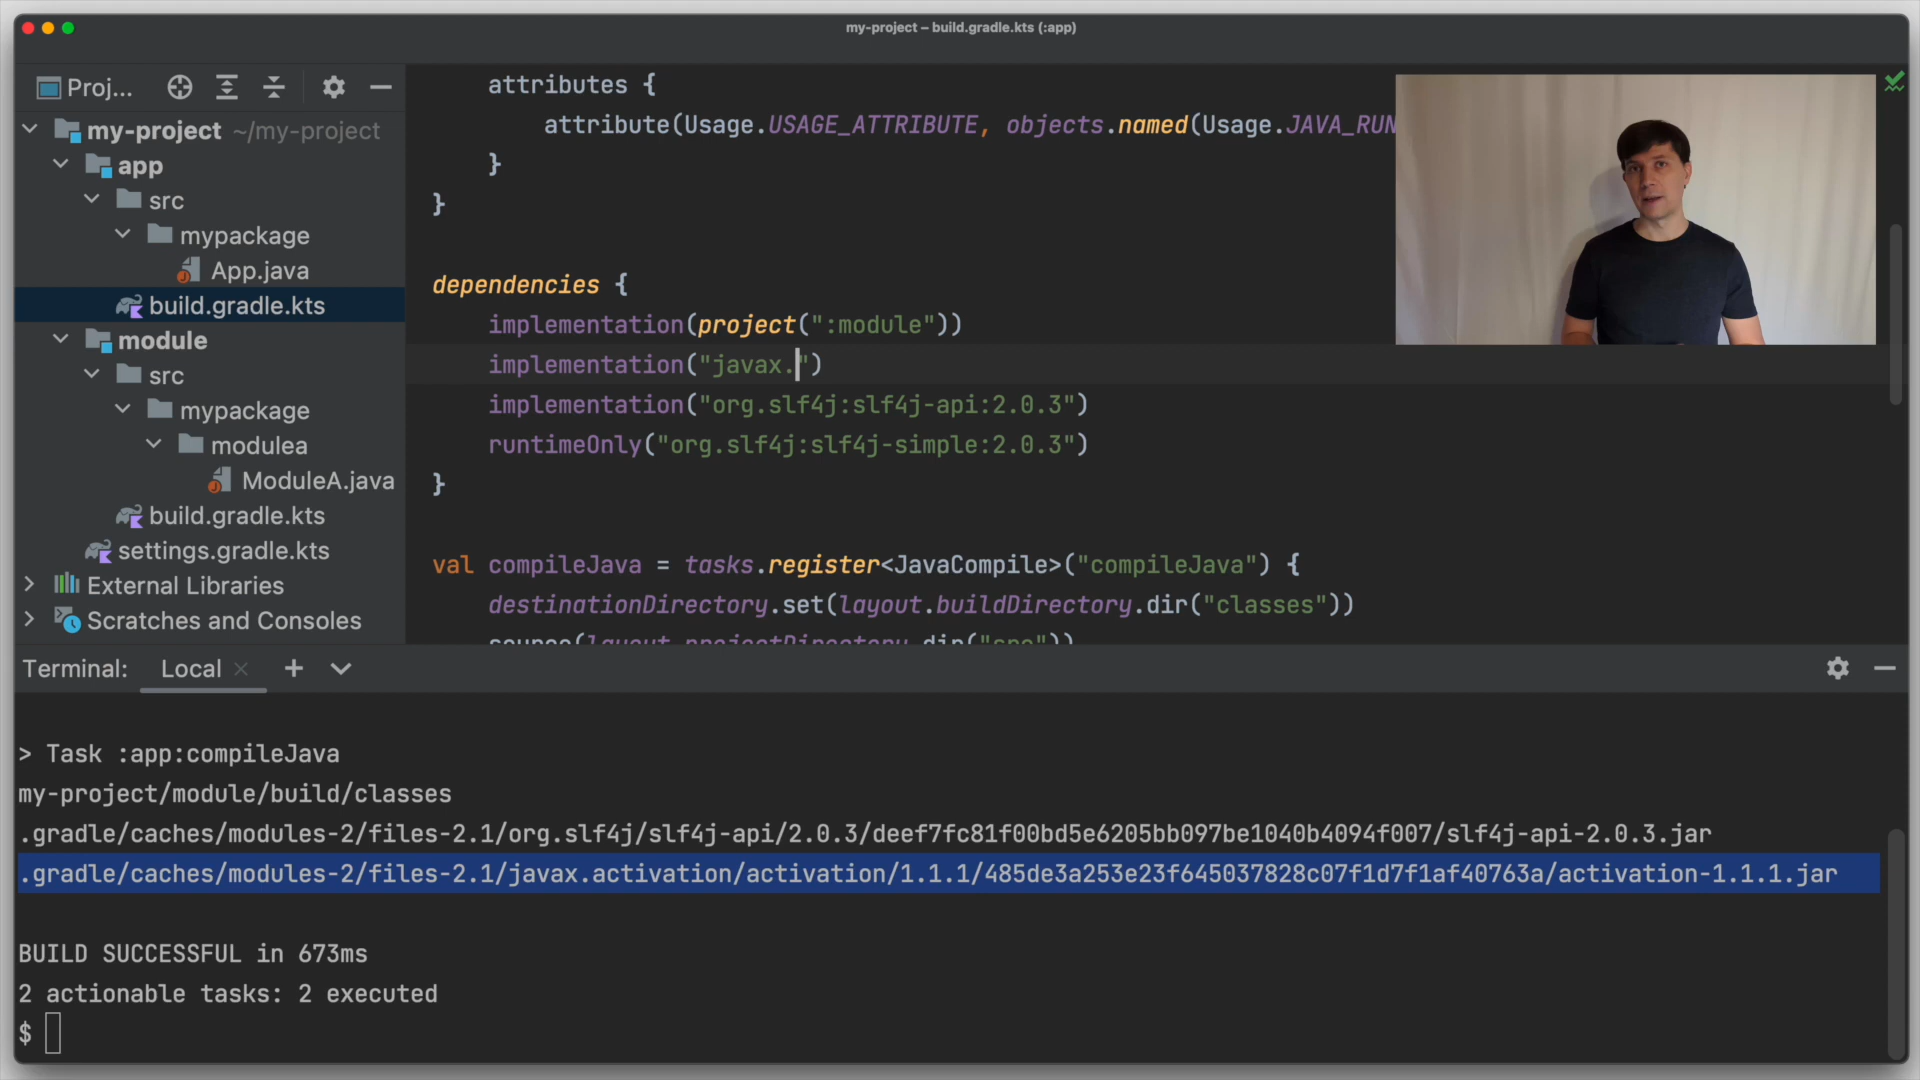 my-project – build.gradle.kts (:app)
Proj...
my-project ~/my-project
app
src
mypackage
App.java
build.gradle.kts
module
src
mypackage
modulea
ModuleA.java
build.gradle.kts
settings.gradle.kts
External Libraries
Scratches and Consoles
attributes {
attribute(Usage.USAGE_ATTRIBUTE, objects.named(Usage.JAVA_RUN
}
}
dependencies {
implementation(project(":module"))
implementation("javax.")
implementation("org.slf4j:slf4j-api:2.0.3")
runtimeOnly("org.slf4j:slf4j-simple:2.0.3")
}
val compileJava = tasks.register<JavaCompile>("compileJava") {
destinationDirectory.set(layout.buildDirectory.dir("classes"))
source(layout.projectDirectory.dir("src"))
Terminal: Local
> Task :app:compileJava
my-project/module/build/classes
.gradle/caches/modules-2/files-2.1/org.slf4j/slf4j-api/2.0.3/deef7fc81f00bd5e6205bb097be1040b4094f007/slf4j-api-2.0.3.jar
.gradle/caches/modules-2/files-2.1/javax.activation/activation/1.1.1/485de3a253e23f645037828c07f1d7f1af40763a/activation-1.1.1.jar
BUILD SUCCESSFUL in 673ms
2 actionable tasks: 2 executed
$